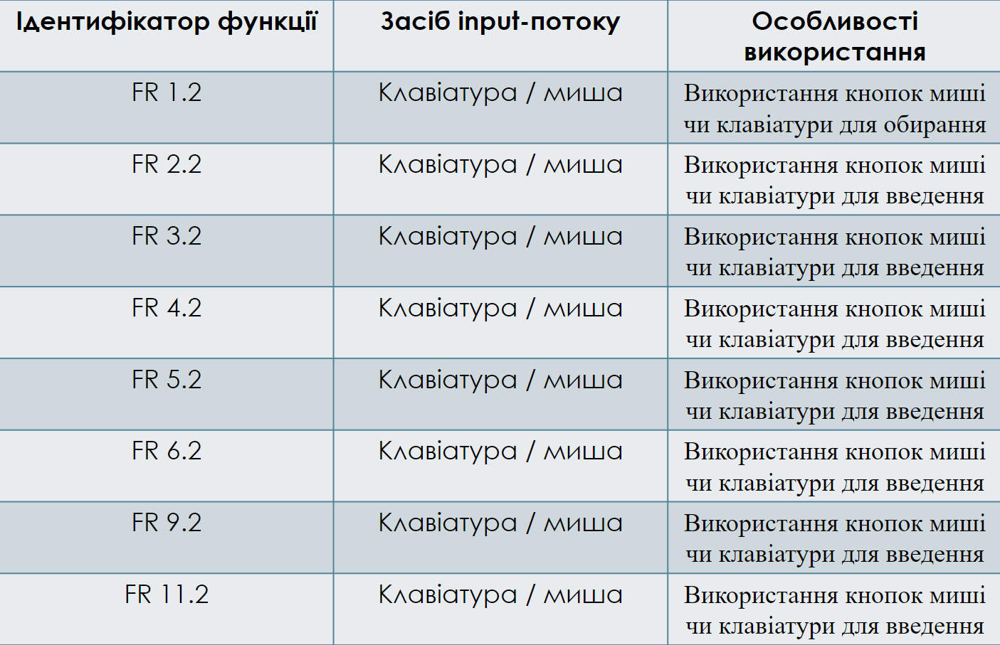 Ідентифікатор функції
Засіб input-потоку
Особливості
використання
FR 1.2
Клавіатура / миша
Використання кнопок миші
чи клавіатури для обирання
FR 2.2
Клавіатура / миша
Використання кнопок миші
чи клавіатури для введення
FR 3.2
Клавіатура / миша
Використання кнопок миші
чи клавіатури для введення
FR 4.2
Клавіатура / миша
Використання кнопок миші
чи клавіатури для введення
FR 5.2
Клавіатура / миша
Використання кнопок миші
чи клавіатури для введення
FR 6.2
Клавіатура / миша
Використання кнопок миші
чи клавіатури для введення
FR 9.2
Клавіатура / миша
Використання кнопок миші
чи клавіатури для введення
FR 11.2
Клавіатура / миша
Використання кнопок миші
чи клавіатури для введення